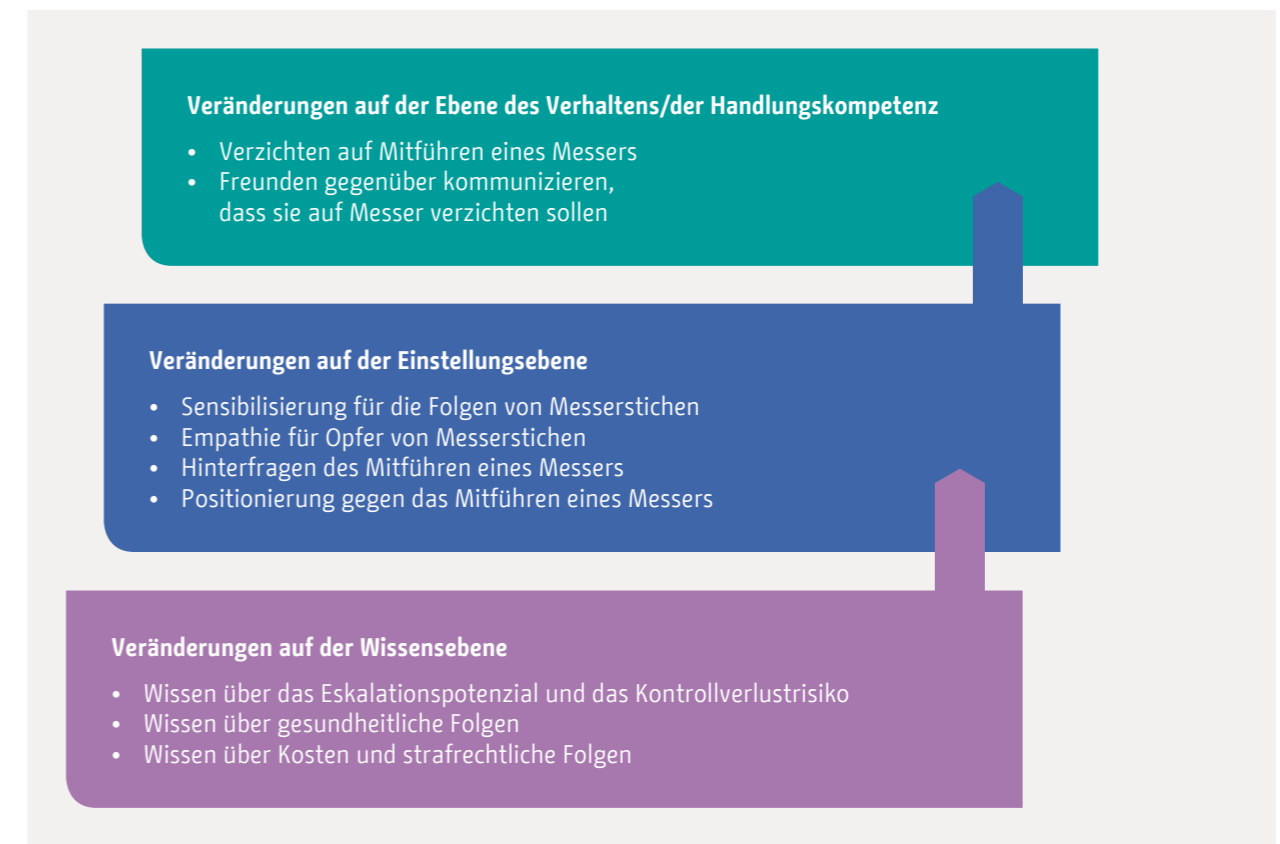 Veränderungen auf der Ebene des Verhaltens/der Handlungskompetenz
• Verzichten auf Mitführen eines Messers
• Freunden gegenüber kommunizieren,
dass sie auf Messer verzichten sollen
Veränderungen auf der Einstellungsebene
• Sensibilisierung für die Folgen von Messerstichen
• Empathie für Opfer von Messerstichen
• Hinterfragen des Mitführen eines Messers
• Positionierung gegen das Mitführen eines Messers
Veränderungen auf der Wissensebene
• Wissen über das Eskalationspotenzial und das Kontrollverlustrisiko
• Wissen über gesundheitliche Folgen
• Wissen über Kosten und strafrechtliche Folgen